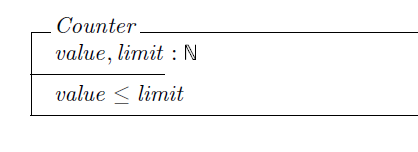 Counter
value, limit : ℕ
value ≤ limit